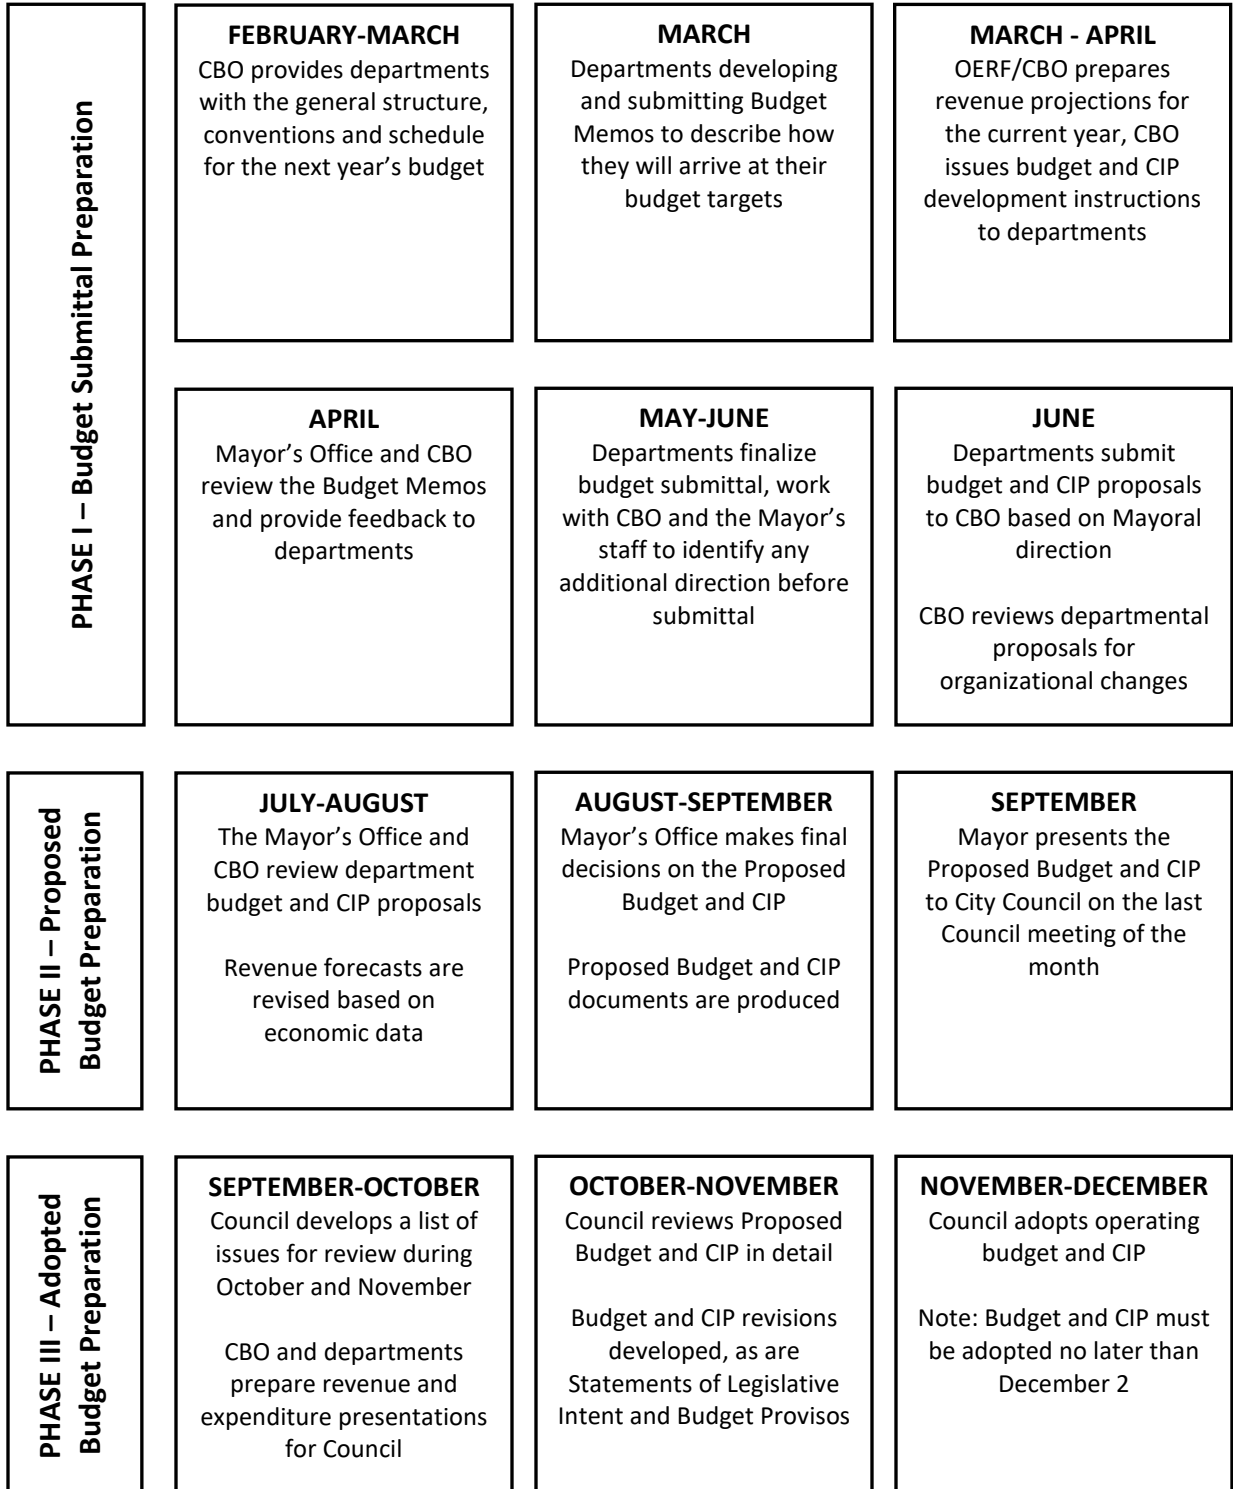 PHASE I – Budget Submittal Preparation
FEBRUARY-MARCH
CBO provides departments
with the general structure,
conventions and schedule
for the next year’s budget
MARCH
Departments developing
and submitting Budget
Memos to describe how
they will arrive at their
budget targets
MARCH - APRIL
OERF/CBO prepares
revenue projections for
the current year, CBO
issues budget and CIP
development instructions
to departments
APRIL
Mayor’s Office and CBO
review the Budget Memos
and provide feedback to
departments
MAY-JUNE
Departments finalize
budget submittal, work
with CBO and the Mayor’s
staff to identify any
additional direction before
submittal
JUNE
Departments submit
budget and CIP proposals
to CBO based on Mayoral
direction
CBO reviews departmental
proposals for
organizational changes
PHASE II – Proposed
Budget Preparation
JULY-AUGUST
The Mayor’s Office and
CBO review department
budget and CIP proposals
Revenue forecasts are
revised based on
economic data
AUGUST-SEPTEMBER
Mayor’s Office makes final
decisions on the Proposed
Budget and CIP
Proposed Budget and CIP
documents are produced
SEPTEMBER
Mayor presents the
Proposed Budget and CIP
to City Council on the last
Council meeting of the
month
PHASE III – Adopted
Budget Preparation
SEPTEMBER-OCTOBER
Council develops a list of
issues for review during
October and November
CBO and departments
prepare revenue and
expenditure presentations
for Council
OCTOBER-NOVEMBER
Council reviews Proposed
Budget and CIP in detail
Budget and CIP revisions
developed, as are
Statements of Legislative
Intent and Budget Provisos
NOVEMBER-DECEMBER
Council adopts operating
budget and CIP
Note: Budget and CIP must
be adopted no later than
December 2